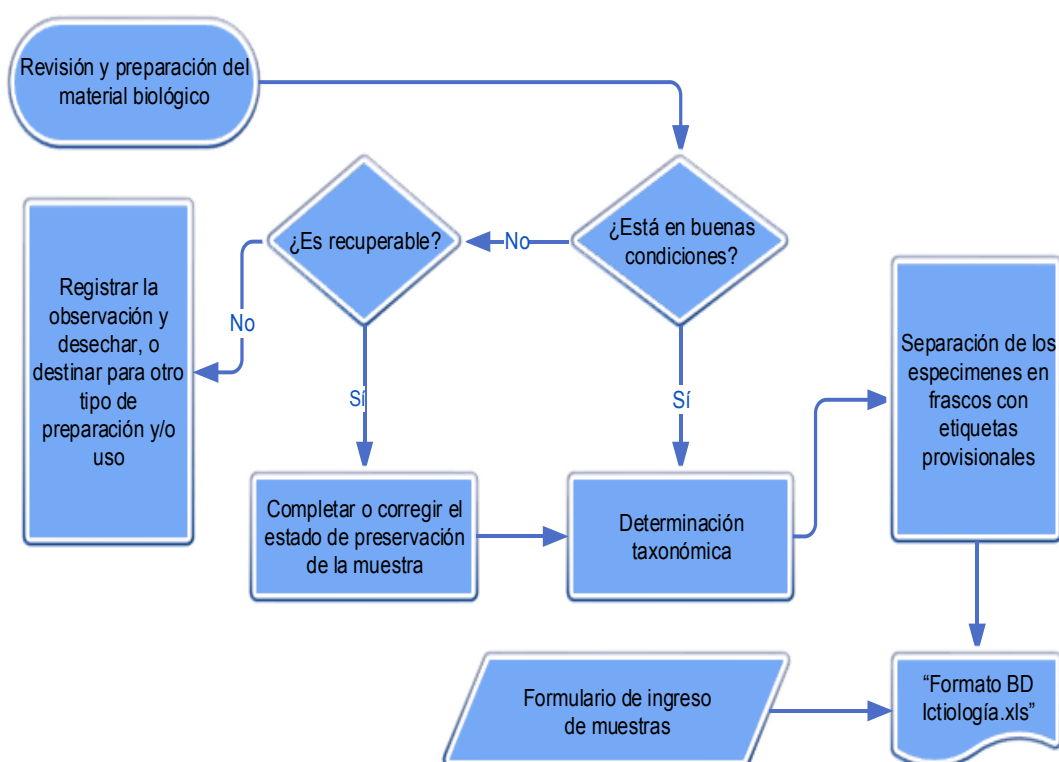 Revisión y preparación del
material biológico
¿Está en buenas
condiciones?
No
¿Es recuperable?
No
Registrar la
observación y
desechar, o
destinar para otro
tipo de
preparación y/o
uso
Sí
Sí
Completar o corregir el
estado de preservación
de la muestra
Determinación
taxonómica
Separación de los
especimenes en
frascos con
etiquetas
provisionales
Formulario de ingreso
de muestras
“Formato BD
Ictiología.xls”